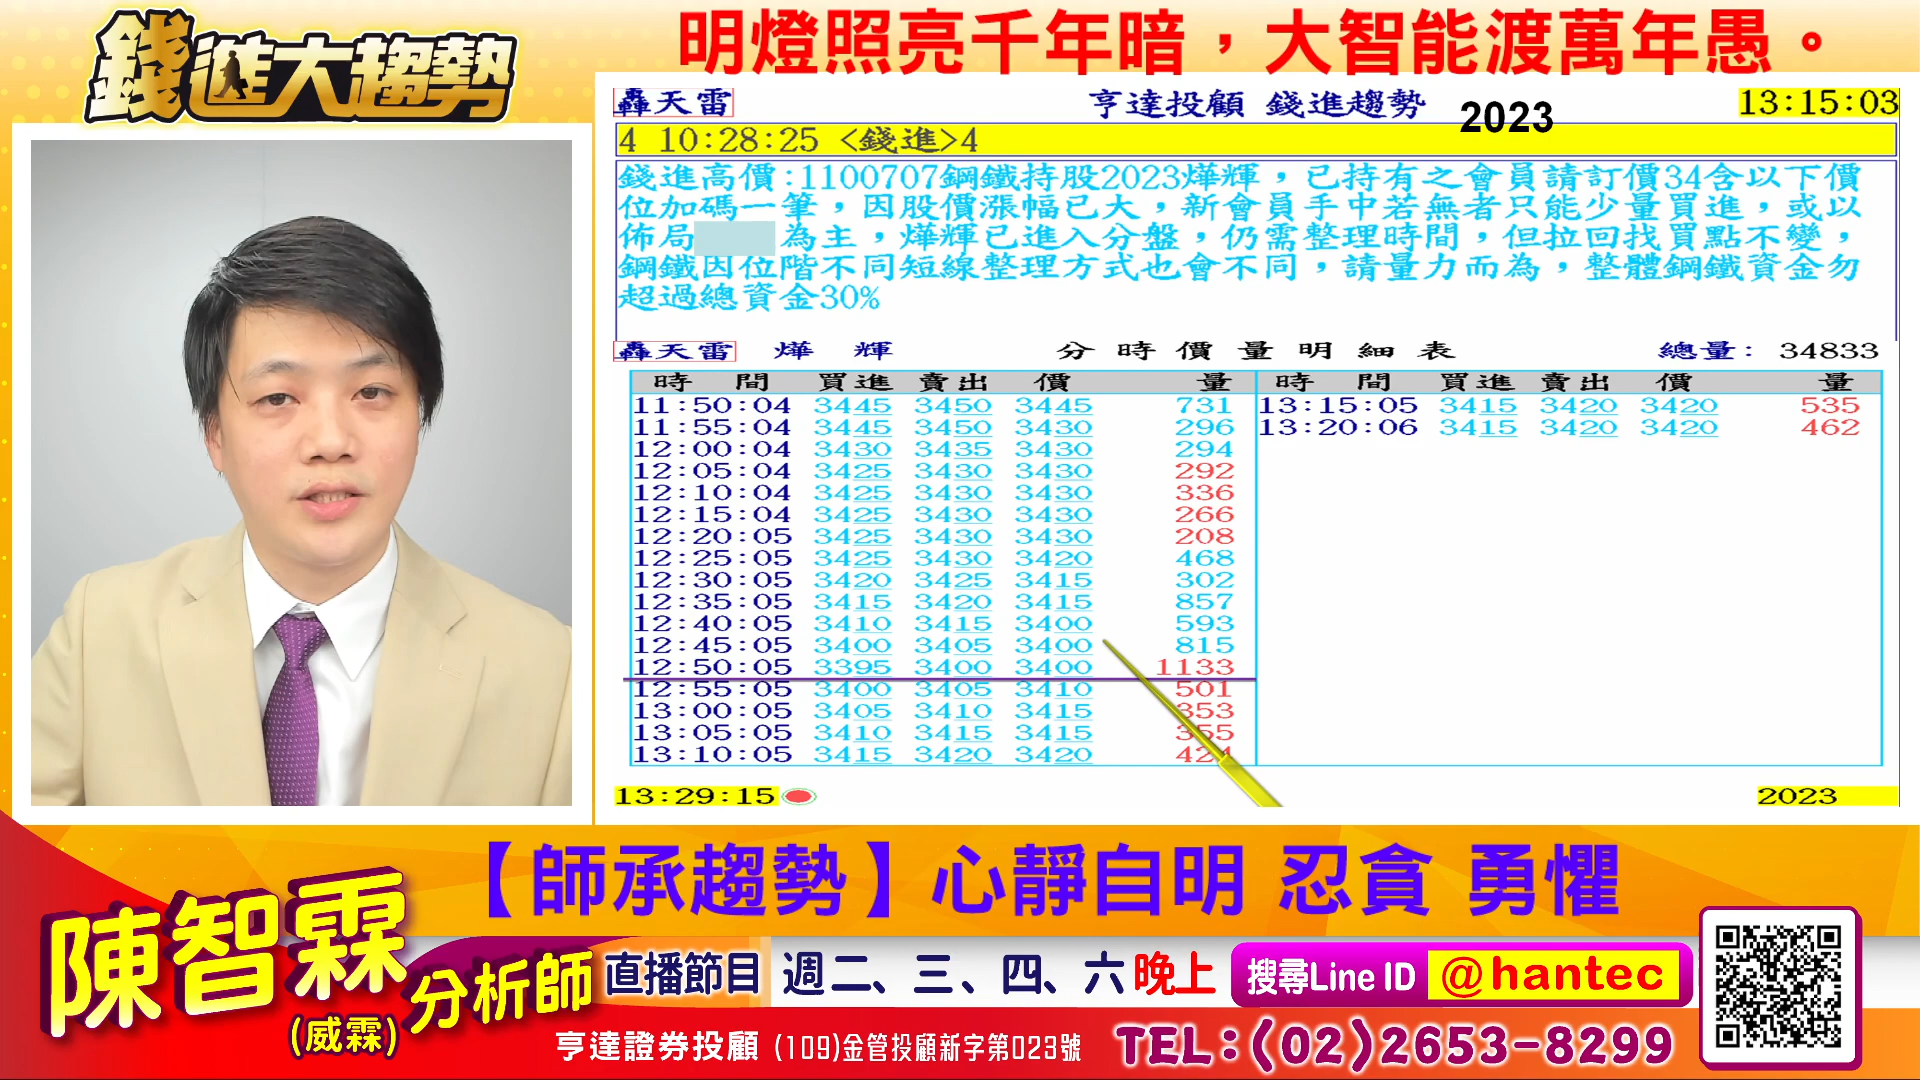 錢進大趨勢
明燈照亮千年暗，大智能渡萬年愚。
轟天雷 亨達投顧 錢進趨勢 2023 13:15:03
4 10:28:25 <錢進>4
錢進高價:1100707鋼鐵持股2023燁輝，已持有之會員請訂價34含以下價
位加碼一筆，因股價漲幅已大，新會員手中若無者只能少量買進，或以
佈局 為主，燁輝已進入分盤，仍需整理時間，但拉回找買點不變，
鋼鐵因位階不同短線整理方式也會不同，請量力而為，整體鋼鐵資金勿
超過總資金30%
轟天雷 燁 輝 分時價量明細表 總量: 34833
時 間 買進 賣出 價 量 時 間 買進 賣出 價 量
11:50:04 3445 3450 3445 731 13:15:05 3415 3420 3420 535
11:55:04 3445 3450 3430 296 13:20:06 3415 3420 3420 462
12:00:04 3430 3435 3430 294
12:05:04 3425 3430 3430 292
12:10:04 3425 3430 3430 336
12:15:04 3425 3430 3430 266
12:20:05 3425 3430 3430 208
12:25:05 3425 3430 3420 468
12:30:05 3420 3425 3415 302
12:35:05 3415 3420 3415 857
12:40:05 3410 3415 3400 593
12:45:05 3400 3405 3400 815
12:50:05 3395 3400 3400 1133
12:55:05 3400 3405 3410 501
13:00:05 3405 3410 3415 353
13:05:05 3410 3415 3415 355
13:10:05 3415 3420 3420 424
13:29:15 2023
【師承趨勢】心靜自明 忍貪 勇懼
陳智霖 分析師
(威霖)
直播節目 週二、三、四、六 晚上 搜尋Line ID @hantec
亨達證券投顧 (109)金管投顧新字第023號 TEL:(02)2653-8299